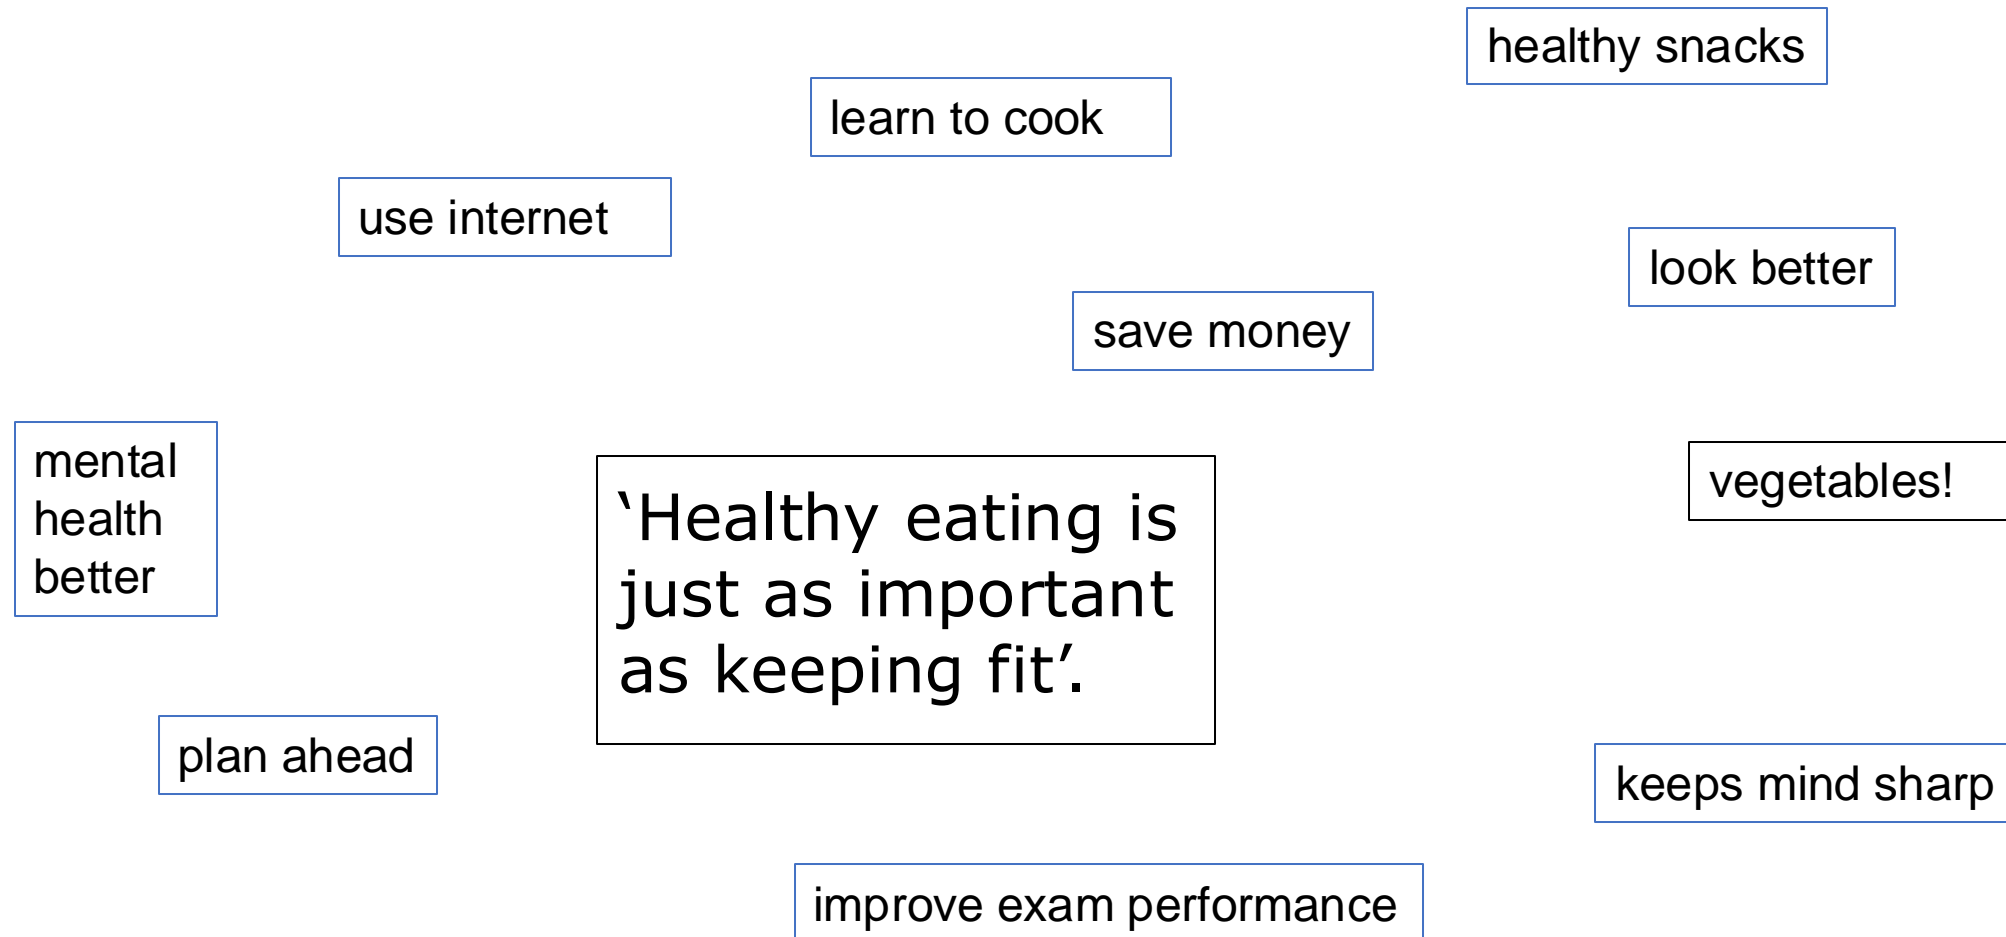 healthy snacks
learn to cook
use internet
look better
save money
mental
health
better
vegetables!
‘Healthy eating is
just as important
as keeping fit’.
plan ahead
keeps mind sharp
improve exam performance